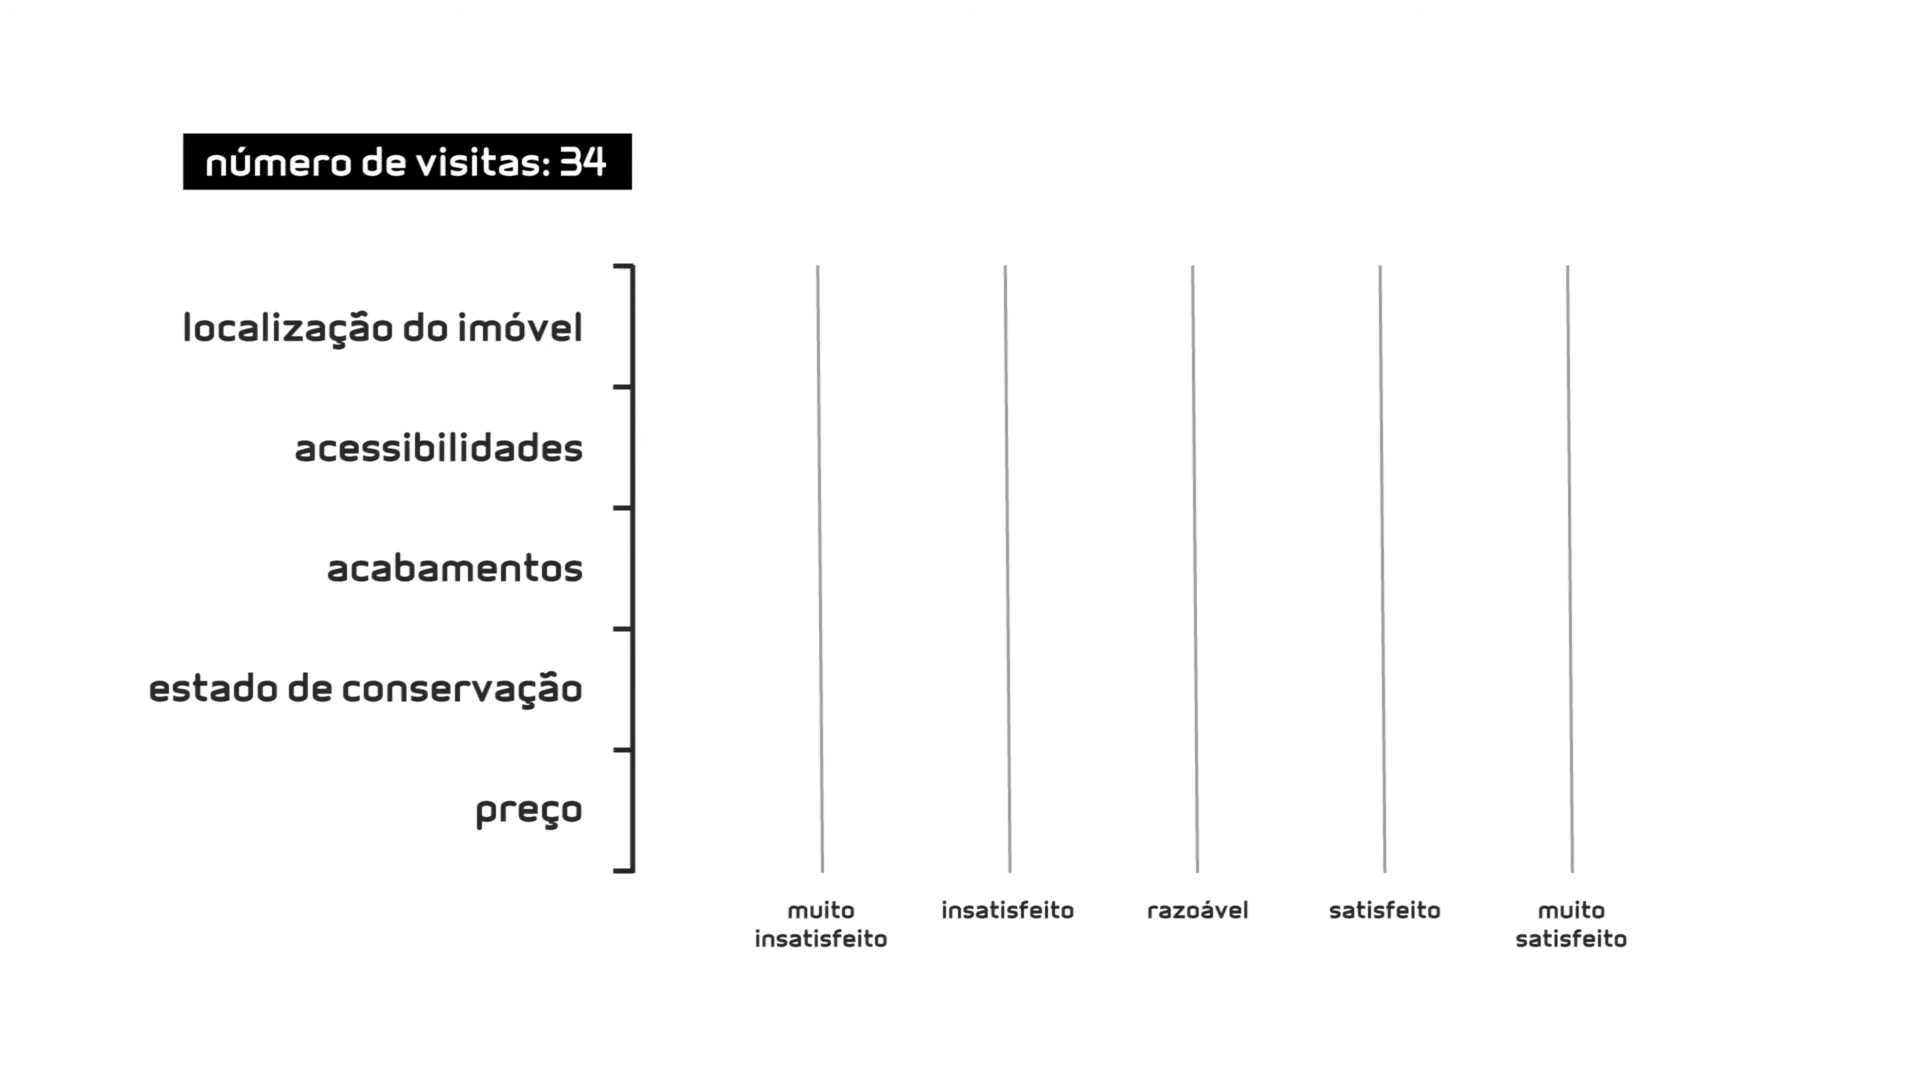 número de visitas: 34
localização do imóvel
acessibilidades
acabamentos
estado de conservação
preço
muito
insatisfeito
insatisfeito
razoável
satisfeito
muito
satisfeito